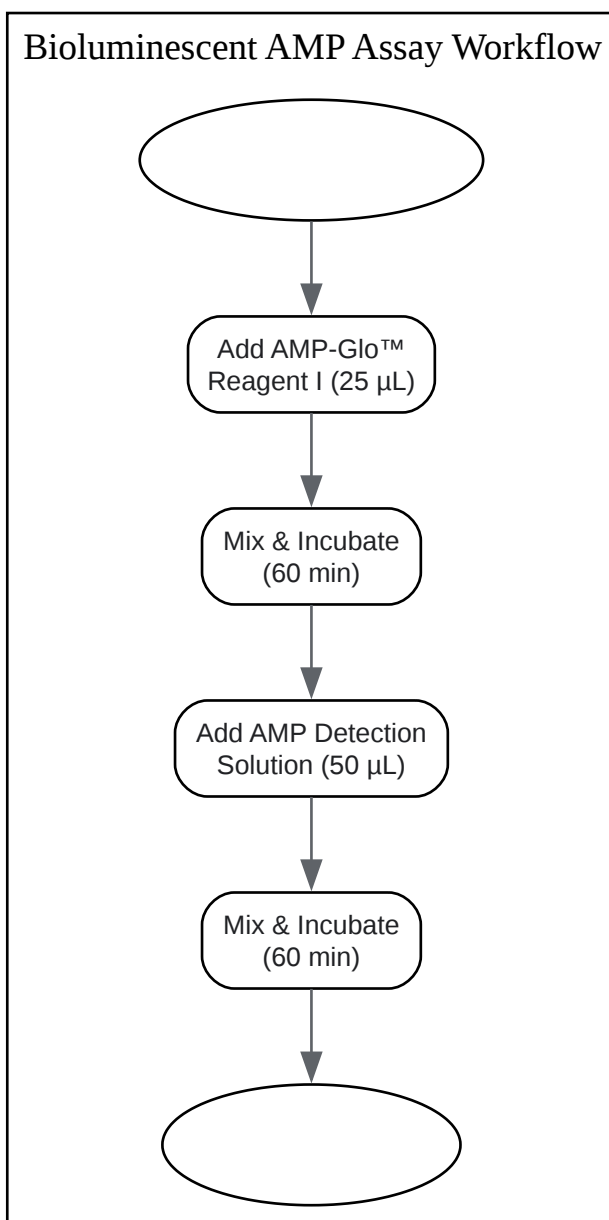 Bioluminescent AMP Assay Workflow
Add AMP-Glo™
Reagent I (25 µL)
Mix & Incubate
(60 min)
Add AMP Detection
Solution (50 µL)
Mix & Incubate
(60 min)